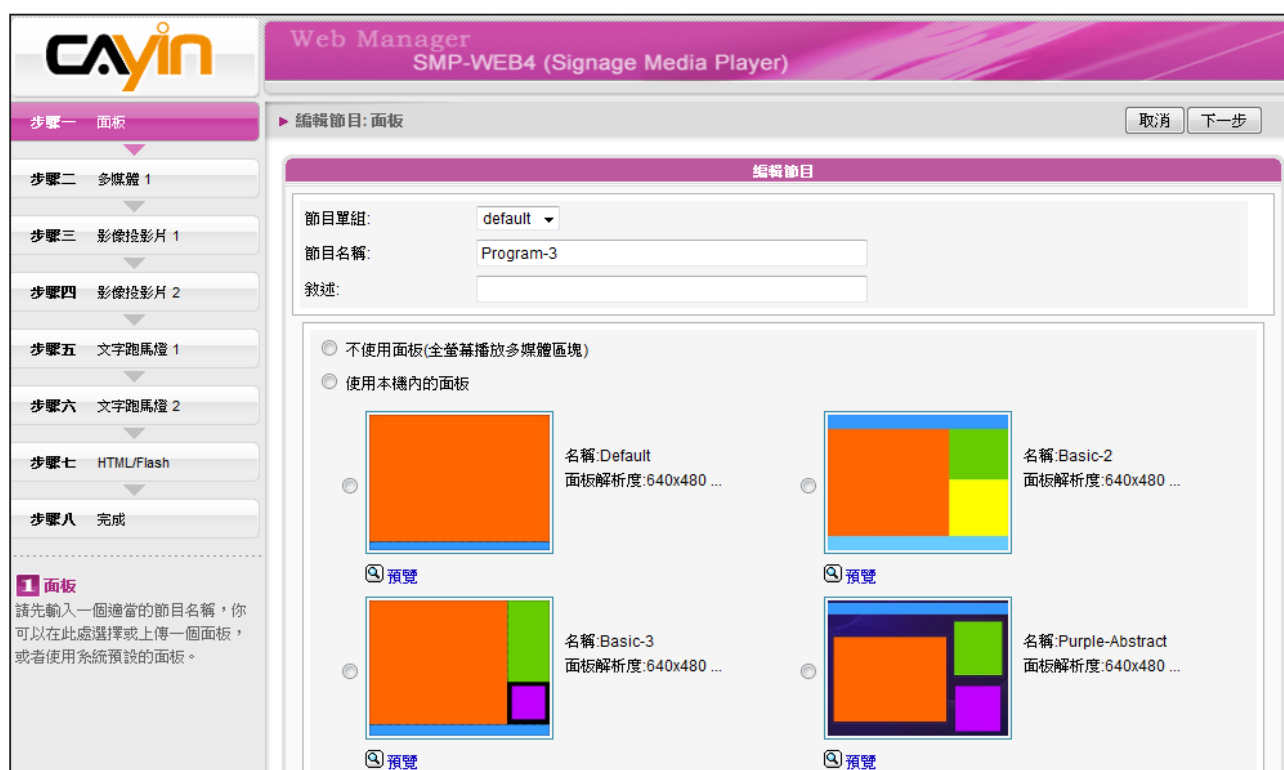 CAYIN
Web Manager
SMP-WEB4 (Signage Media Player)
步驟一 面板
步驟二 多媒體 1
步驟三 影像投影片 1
步驟四 影像投影片 2
步驟五 文字跑馬燈 1
步驟六 文字跑馬燈 2
步驟七 HTML/Flash
步驟八 完成
1 面板
請先輸入一個適當的節目名稱，你
可以在此處選擇或上傳一個面板，
或者使用系統預設的面板。
編輯節目: 面板
取消 下一步
編輯節目
節目單組: default
節目名稱: Program-3
敘述:
不使用面板(全螢幕播放多媒體區塊)
使用本機內的面板
名稱:Default
面板解析度:640x480 ...
預覽
名稱:Basic-2
面板解析度:640x480 ...
預覽
名稱:Basic-3
面板解析度:640x480 ...
預覽
名稱:Purple-Abstract
面板解析度:640x480 ...
預覽